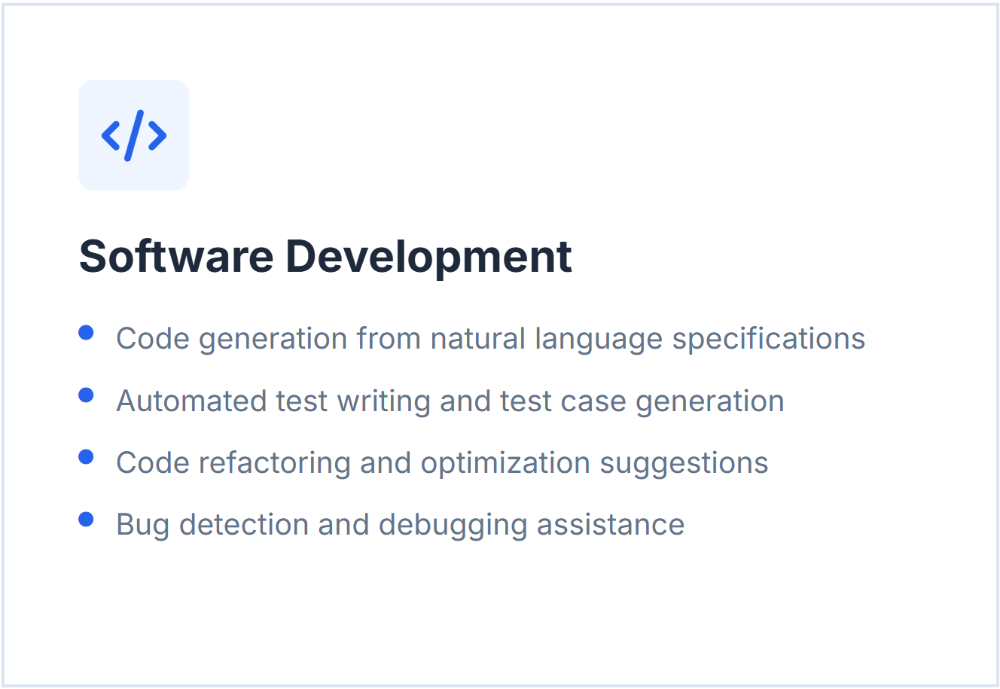 Software Development
Code generation from natural language specifications
Automated test writing and test case generation
Code refactoring and optimization suggestions
Bug detection and debugging assistance